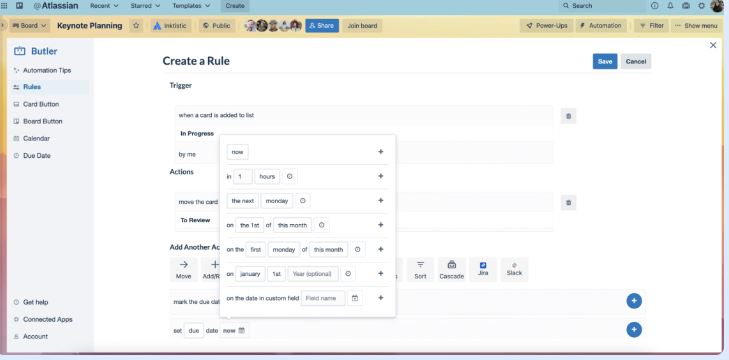 @Atlassian Recent Starred Templates Create Search
Board Keynote Planning Inktistic Public Share Join board Power-Ups Automation Filter Show menu
Butler
Automation Tips
Rules
Card Button
Board Button
Calendar
Due Date
Get help
Connected Apps
Account
Create a Rule
Save Cancel
Trigger
when a card is added to list
In Progress
by me
Actions
move the card
To Review
Add Another Ac
Move Add/R Sort Cascade Jira Slack
mark the due dat
set due date now
now
in 1 hours
the next monday
on the 1st of this month
on the first monday of this month
on january 1st Year (optional)
on the date in custom field Field name